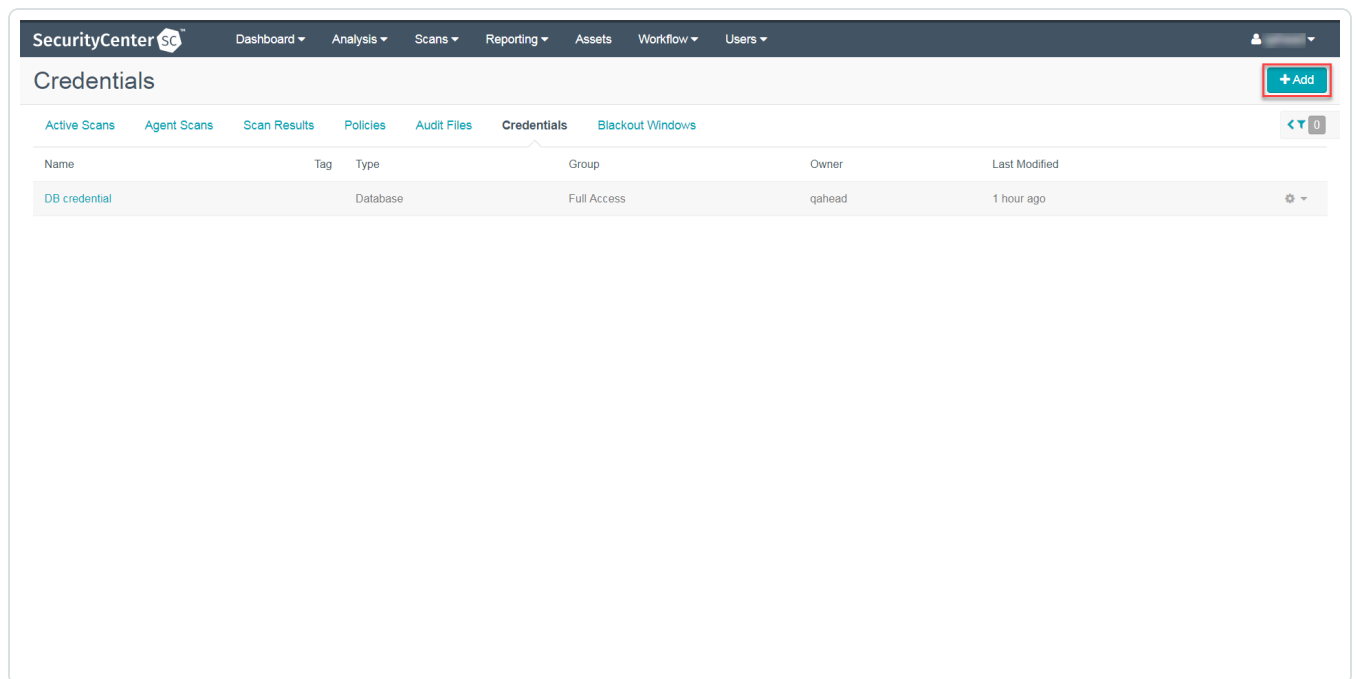 SecurityCenter SC™ Dashboard Analysis Scans Reporting Assets Workflow Users
Credentials + Add
Active Scans Agent Scans Scan Results Policies Audit Files Credentials Blackout Windows 0
Name Tag Type Group Owner Last Modified
DB credential Database Full Access qahead 1 hour ago